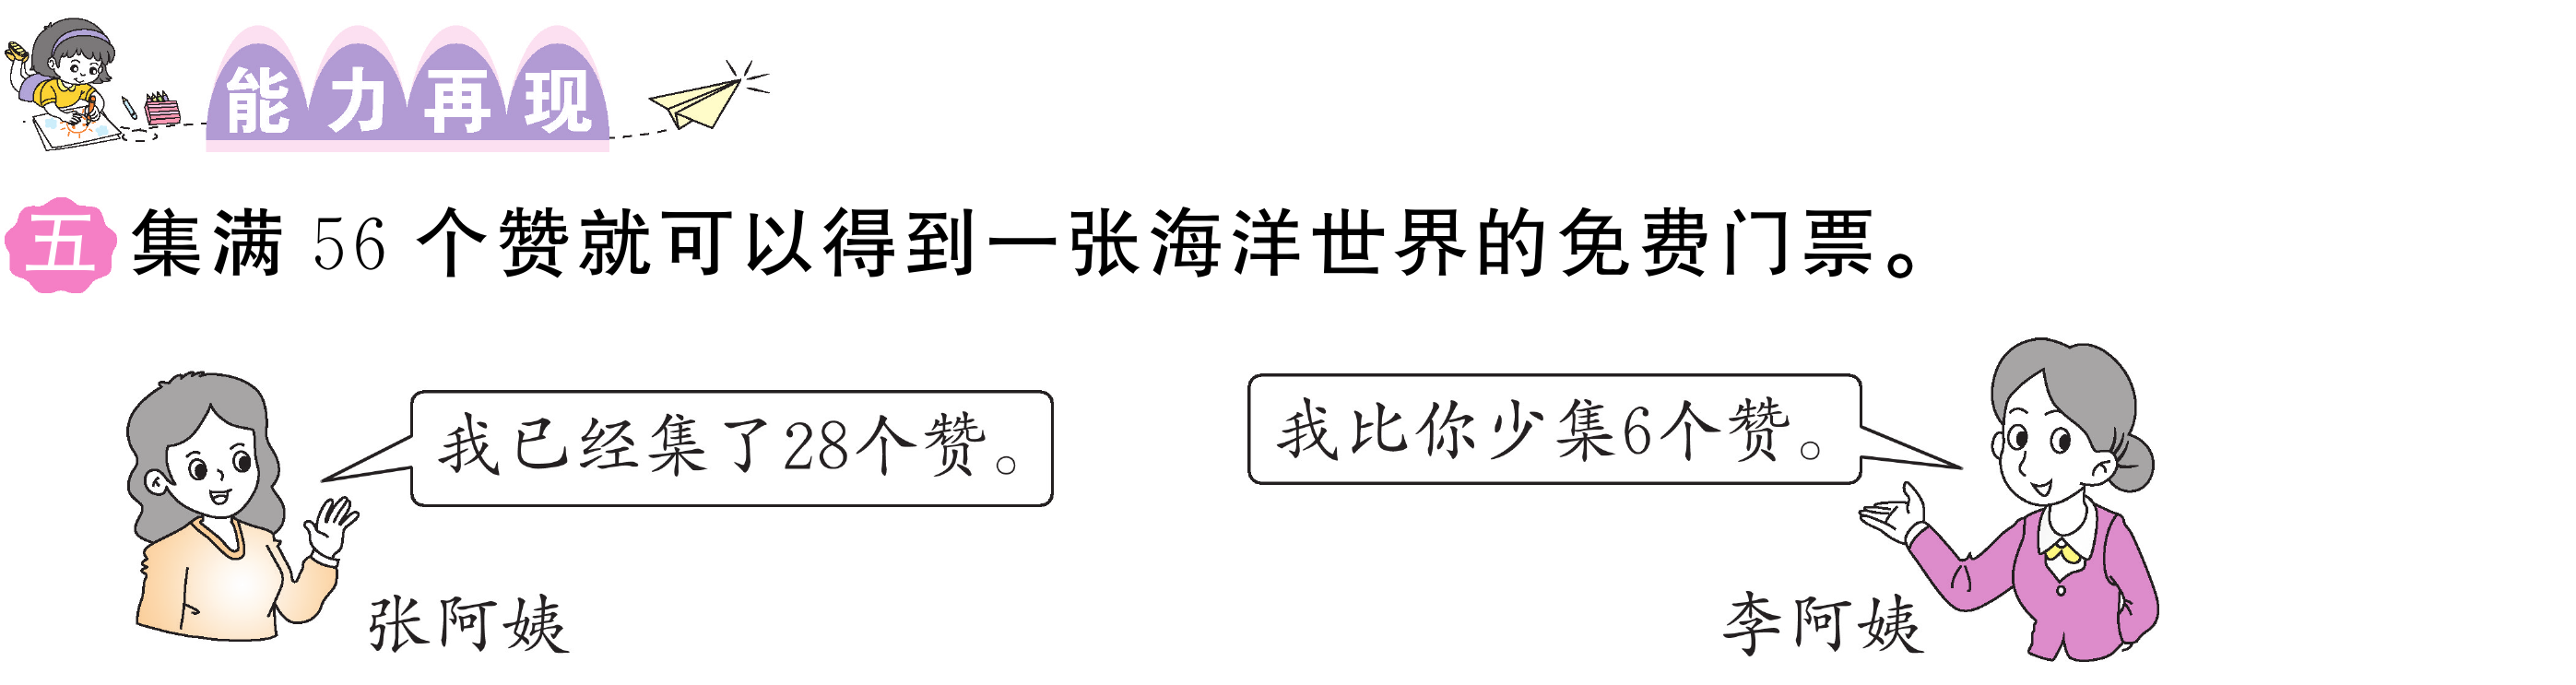 能力再现
五 集满 56 个赞就可以得到一张海洋世界的免费门票。
我已经集了28个赞。
我比你少集6个赞。
张阿姨
李阿姨